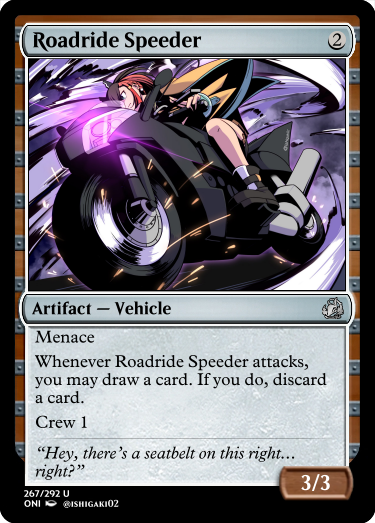 Roadride Speeder 2
Artifact — Vehicle
Menace
Whenever Roadride Speeder attacks,
you may draw a card. If you do, discard
a card.
Crew 1
“Hey, there’s a seatbelt on this right…
right?”
3/3
267/292 U
ONI @ISHIGAKI02